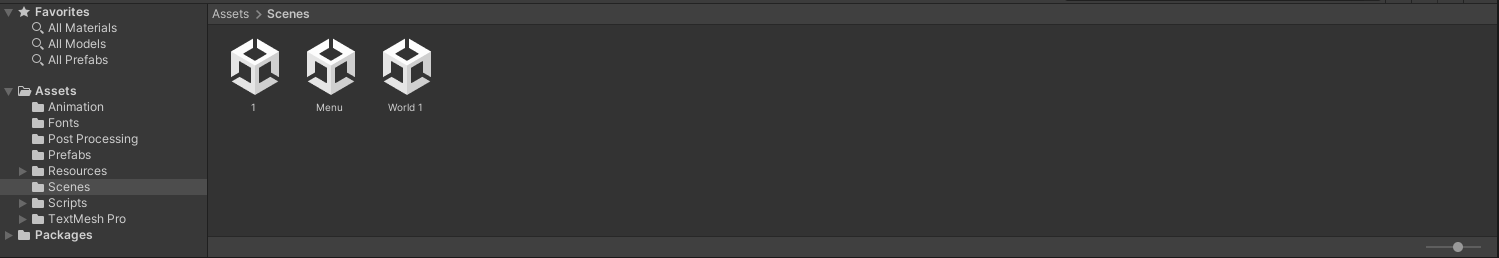 Favorites
All Materials
All Models
All Prefabs
Assets
Animation
Fonts
Post Processing
Prefabs
Resources
Scenes
Scripts
TextMesh Pro
Packages
Assets > Scenes
1 Menu World 1